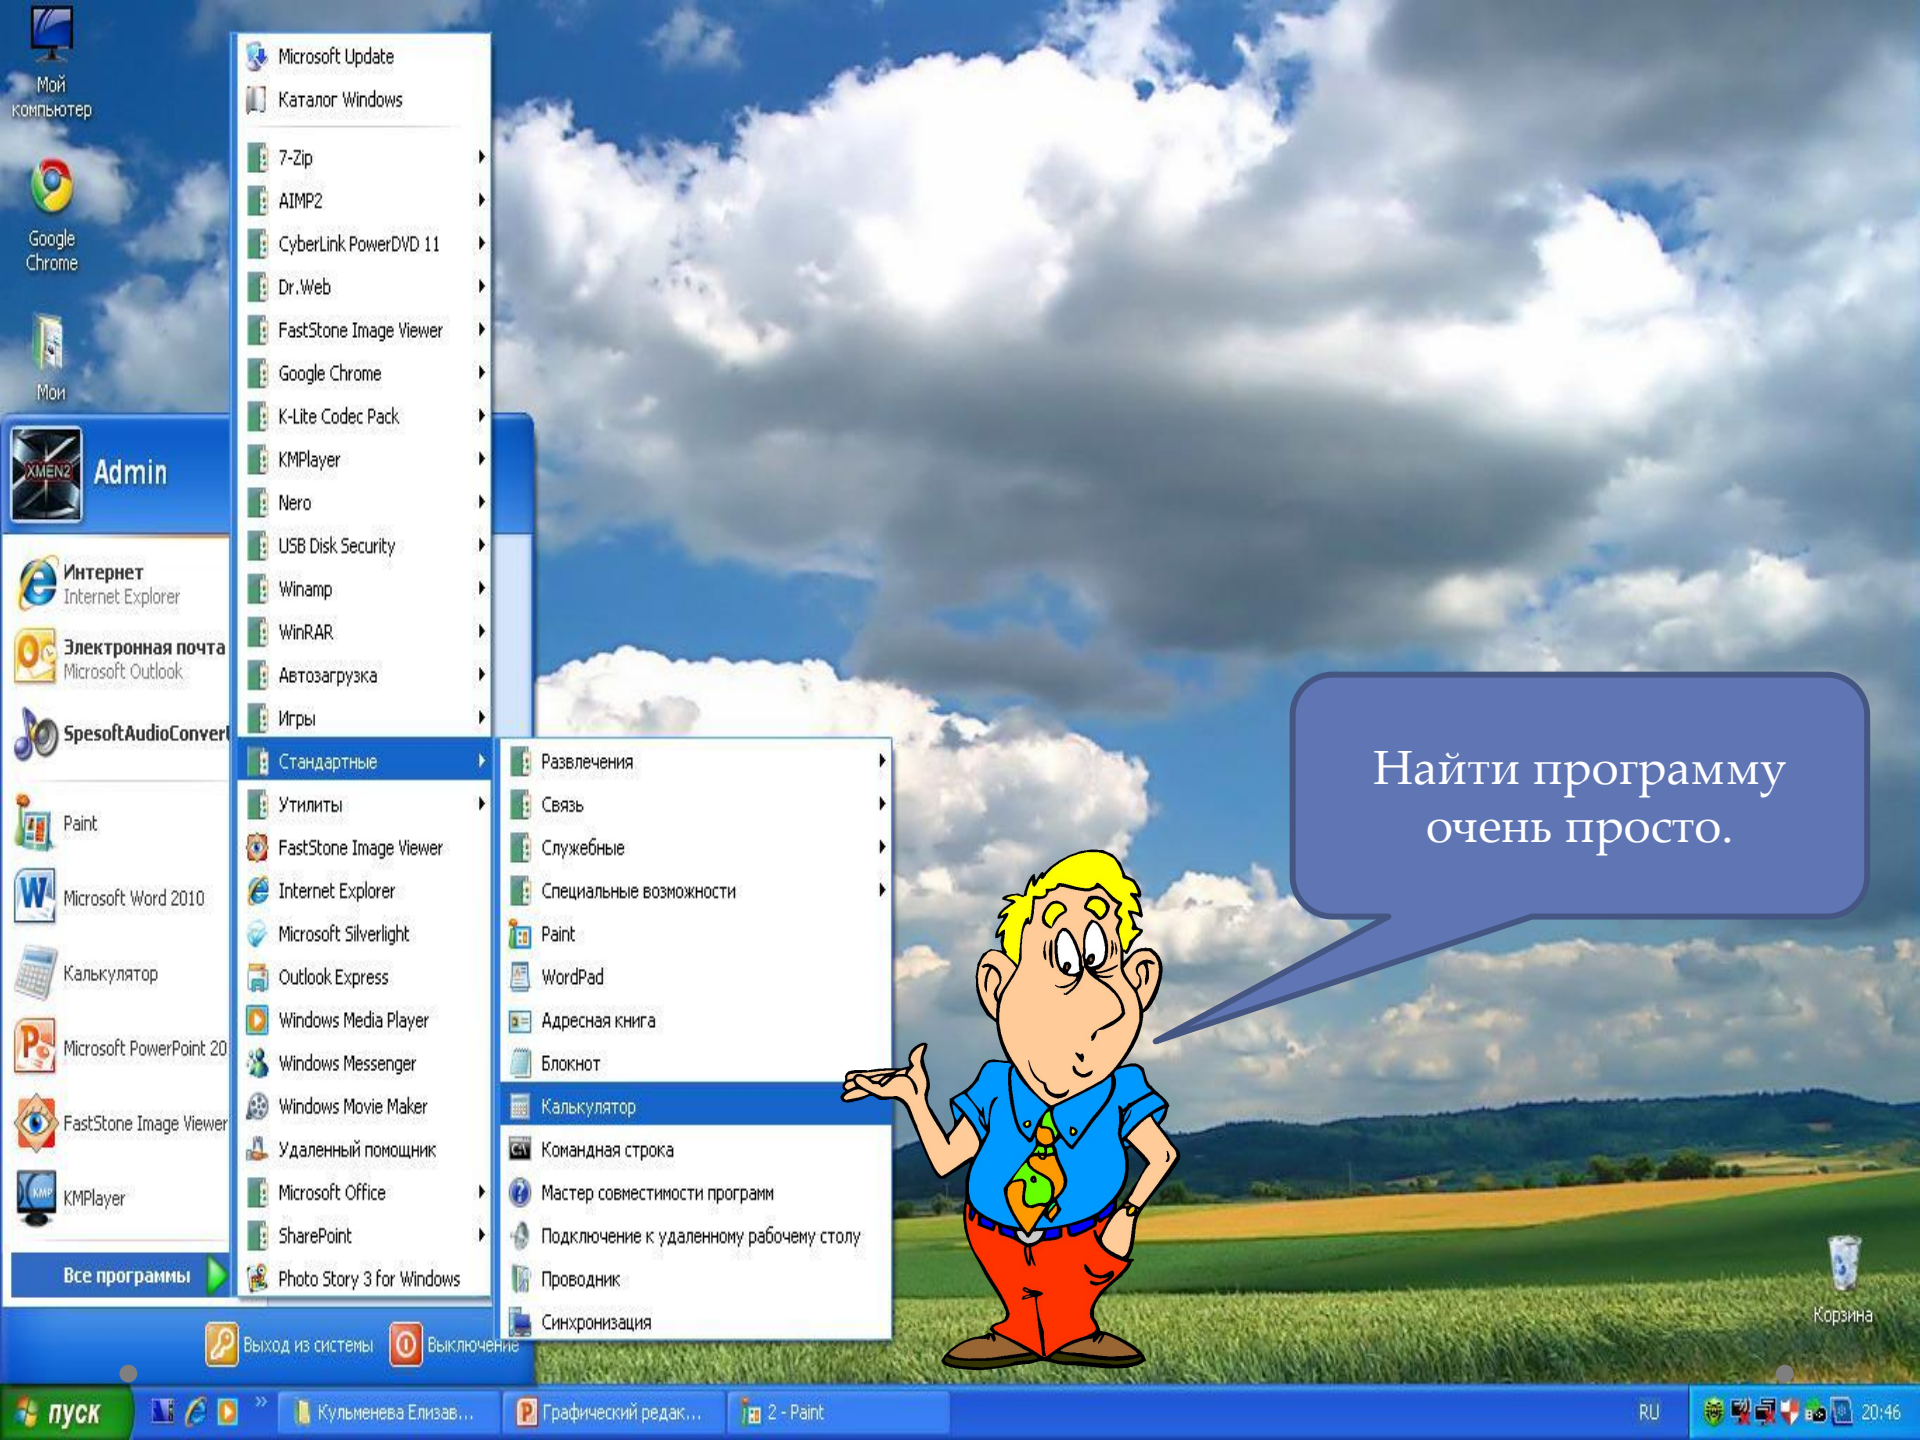 Мой
компьютер
Google
Chrome
Мои
XMEN2
Admin
Интернет
Internet Explorer
Электронная почта
Microsoft Outlook
SpesoftAudioConvert
Paint
Microsoft Word 2010
Калькулятор
Microsoft PowerPoint 20
FastStone Image Viewer
KMPlayer
Все программы
Microsoft Update
Каталог Windows
7-Zip
AIMP2
CyberLink PowerDVD 11
Dr.Web
FastStone Image Viewer
Google Chrome
K-Lite Codec Pack
KMPlayer
Nero
USB Disk Security
Winamp
WinRAR
Автозагрузка
Игры
Стандартные
Утилиты
FastStone Image Viewer
Internet Explorer
Microsoft Silverlight
Outlook Express
Windows Media Player
Windows Messenger
Windows Movie Maker
Удаленный помощник
Microsoft Office
SharePoint
Photo Story 3 for Windows
Развлечения
Связь
Служебные
Специальные возможности
Paint
WordPad
Адресная книга
Блокнот
Калькулятор
Командная строка
Мастер совместимости программ
Подключение к удаленному рабочему столу
Проводник
Синхронизация
Найти программу
очень просто.
Корзина
Выход из системы
Выключение
пуск
Кульменева Елизав...
Графический редак...
2 - Paint
RU
20:46